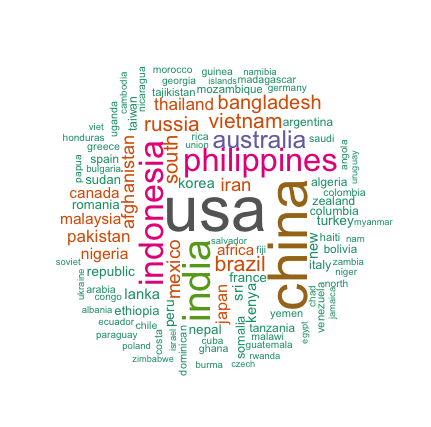 morocco
guinea
namibia
georgia
islands
madagascar
cambodia
nicaragua
tajikistan
mozambique
germany
thailand
bangladesh
uganda
taiwan
viet
russia
vietnam
argentina
honduras
rica
australia
saudi
greece
union
angola
south
philippines
papua
spain
bulgaria
afghanistan
indonesia
uruguay
sudan
korea
iran
algeria
colombia
canada
usa
china
zealand
romania
columbia
malaysia
turkey
myanmar
pakistan
india
salvador
new
haiti
nam
nigeria
mexico
africa
fiji
bolivia
soviet
brazil
italy
zambia
republic
france
niger
ukraine
arabia
lanka
japan
sri
kenya
chad
venezuela
north
congo
albania
ethiopia
peru
yemen
jamaica
ecuador
chile
nepal
somalia
tanzania
egypt
paraguay
costa
israel
dominican
cuba
malawi
poland
ghana
guatemala
zimbabwe
rwanda
burma
czech